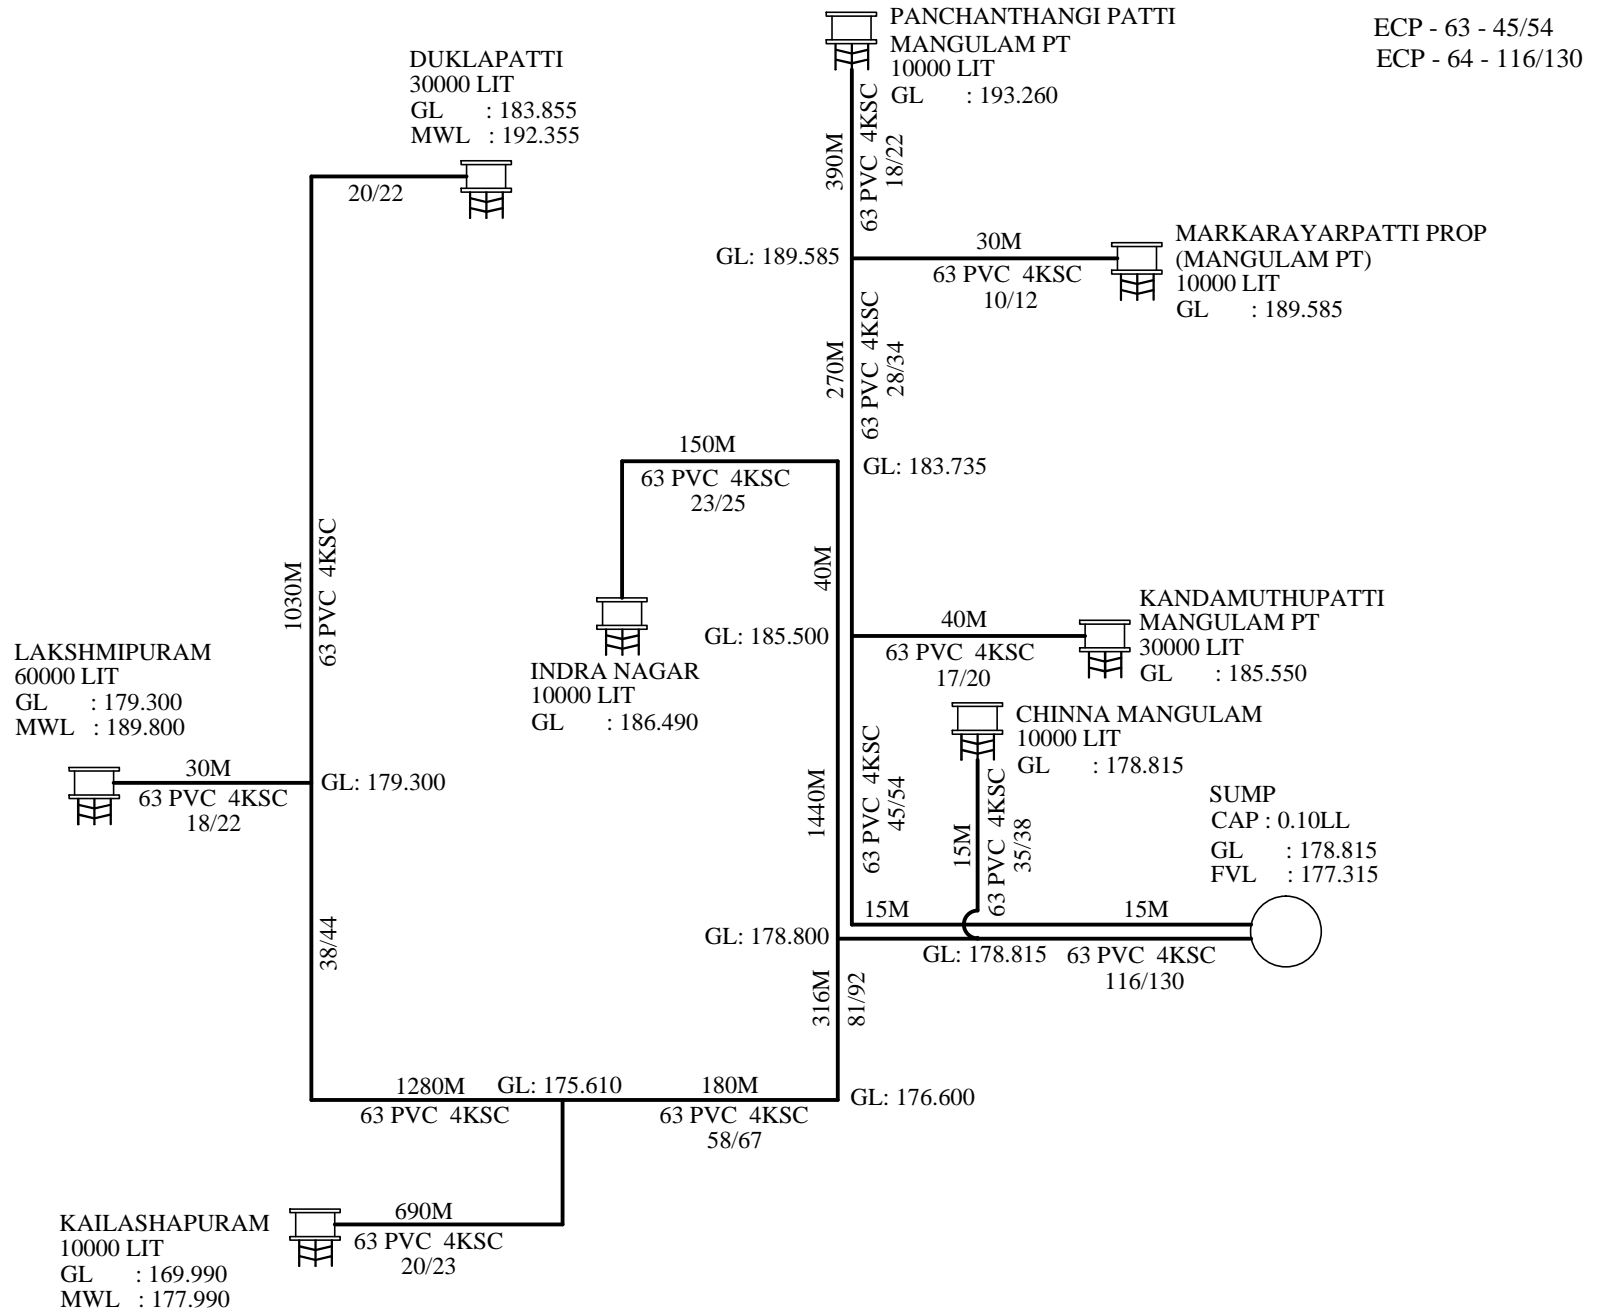 PANCHANTHANGI PATTI
MANGULAM PT
10000 LIT
GL : 193.260
ECP - 63 - 45/54
ECP - 64 - 116/130
DUKLAPATTI
30000 LIT
GL : 183.855
MWL : 192.355
20/22
390M
63 PVC 4KSC
18/22
GL: 189.585
30M
63 PVC 4KSC
10/12
MARKARAYARPATTI PROP
(MANGULAM PT)
10000 LIT
GL : 189.585
270M
63 PVC 4KSC
28/34
150M
63 PVC 4KSC
23/25
GL: 183.735
1030M
63 PVC 4KSC
40M
INDRA NAGAR
10000 LIT
GL : 186.490
GL: 185.500
40M
63 PVC 4KSC
17/20
KANDAMUTHUPATTI
MANGULAM PT
30000 LIT
GL : 185.550
LAKSHMIPURAM
60000 LIT
GL : 179.300
MWL : 189.800
30M
63 PVC 4KSC
18/22
GL: 179.300
1440M
63 PVC 4KSC
45/54
CHINNA MANGULAM
10000 LIT
GL : 178.815
15M
63 PVC 4KSC
35/38
SUMP
CAP : 0.10LL
GL : 178.815
FVL : 177.315
38/44
15M
15M
GL: 178.800
GL: 178.815
63 PVC 4KSC
116/130
316M
81/92
1280M
63 PVC 4KSC
GL: 175.610
180M
63 PVC 4KSC
58/67
GL: 176.600
KAILASHAPURAM
10000 LIT
GL : 169.990
MWL : 177.990
690M
63 PVC 4KSC
20/23